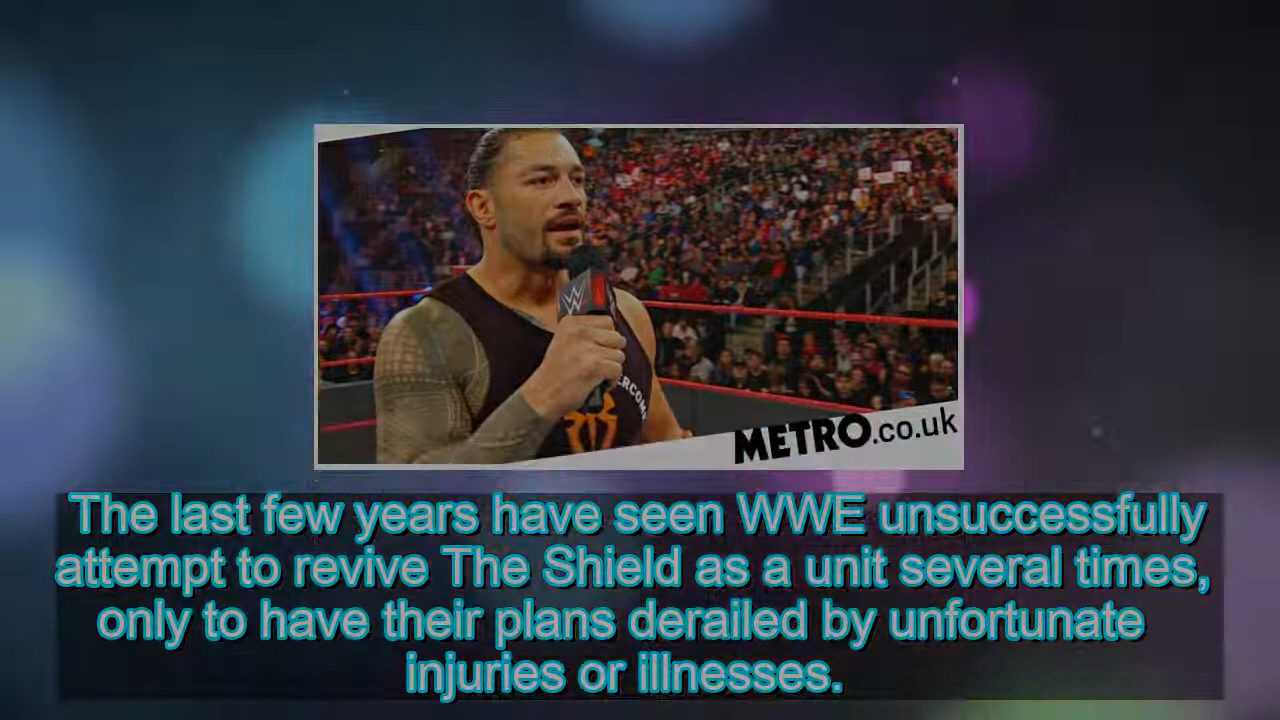 W
ERCOME
METRO.co.uk
The last few years have seen WWE unsuccessfully
attempt to revive The Shield as a unit several times,
only to have their plans derailed by unfortunate
injuries or illnesses.